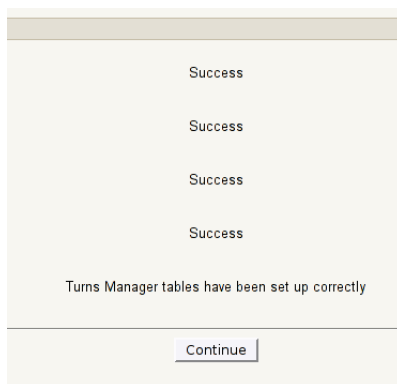 Success
Success
Success
Success
Turns Manager tables have been set up correctly
Continue